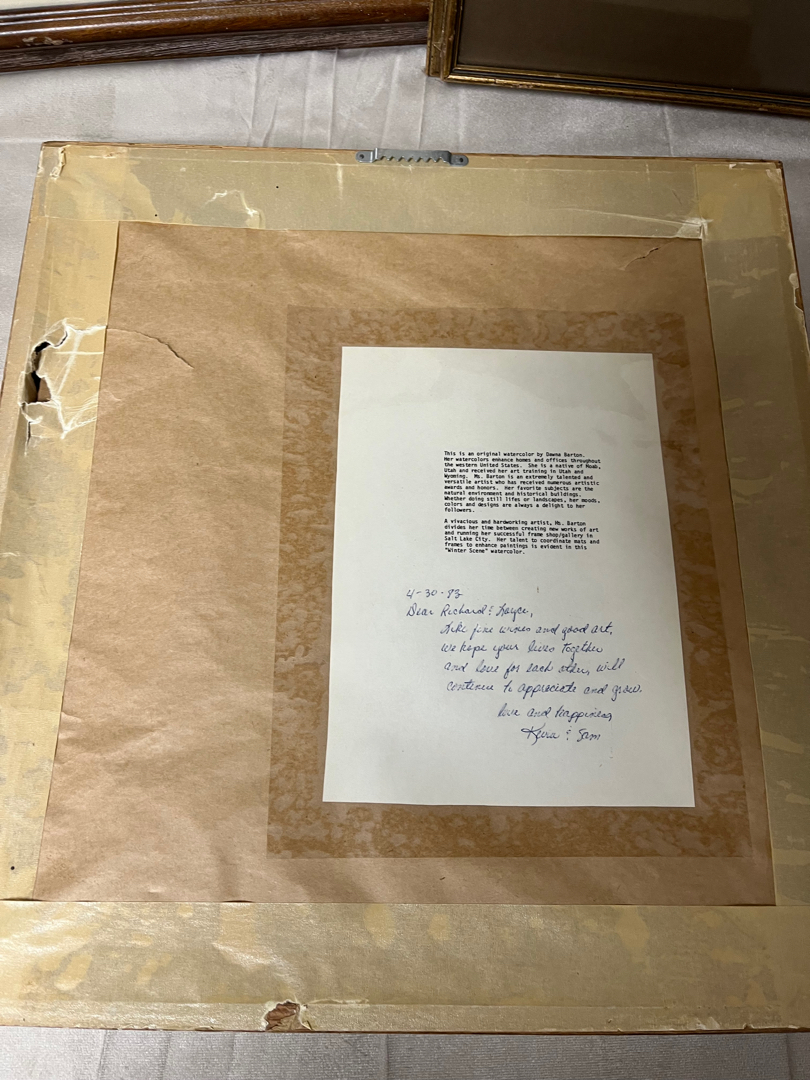 This is an original watercolor by Dawna Barton.
Her watercolors enhance homes and offices throughout
the western United States. She is a native of Moab,
Utah and received her art training in Utah and
Wyoming. Ms. Barton is an extremely talented and
versatile artist who has received numerous artistic
awards and honors. Her favorite subjects are the
natural environment and historical buildings.
Whether doing still lifes or landscapes, her moods,
colors and designs are always a delight to her
followers.
A vivacious and hardworking artist, Ms. Barton
divides her time between creating new works of art
and running her successful frame shop/gallery in
Salt Lake City. Her talent to coordinate mats and
frames to enhance paintings is evident in this
"Winter Scene" watercolor.
4-30-93
Dear Richard &
Like fine wines and good art,
we hope your lives together
and love for each other, will
continue to appreciate and grow.
love and happiness,
& Sam